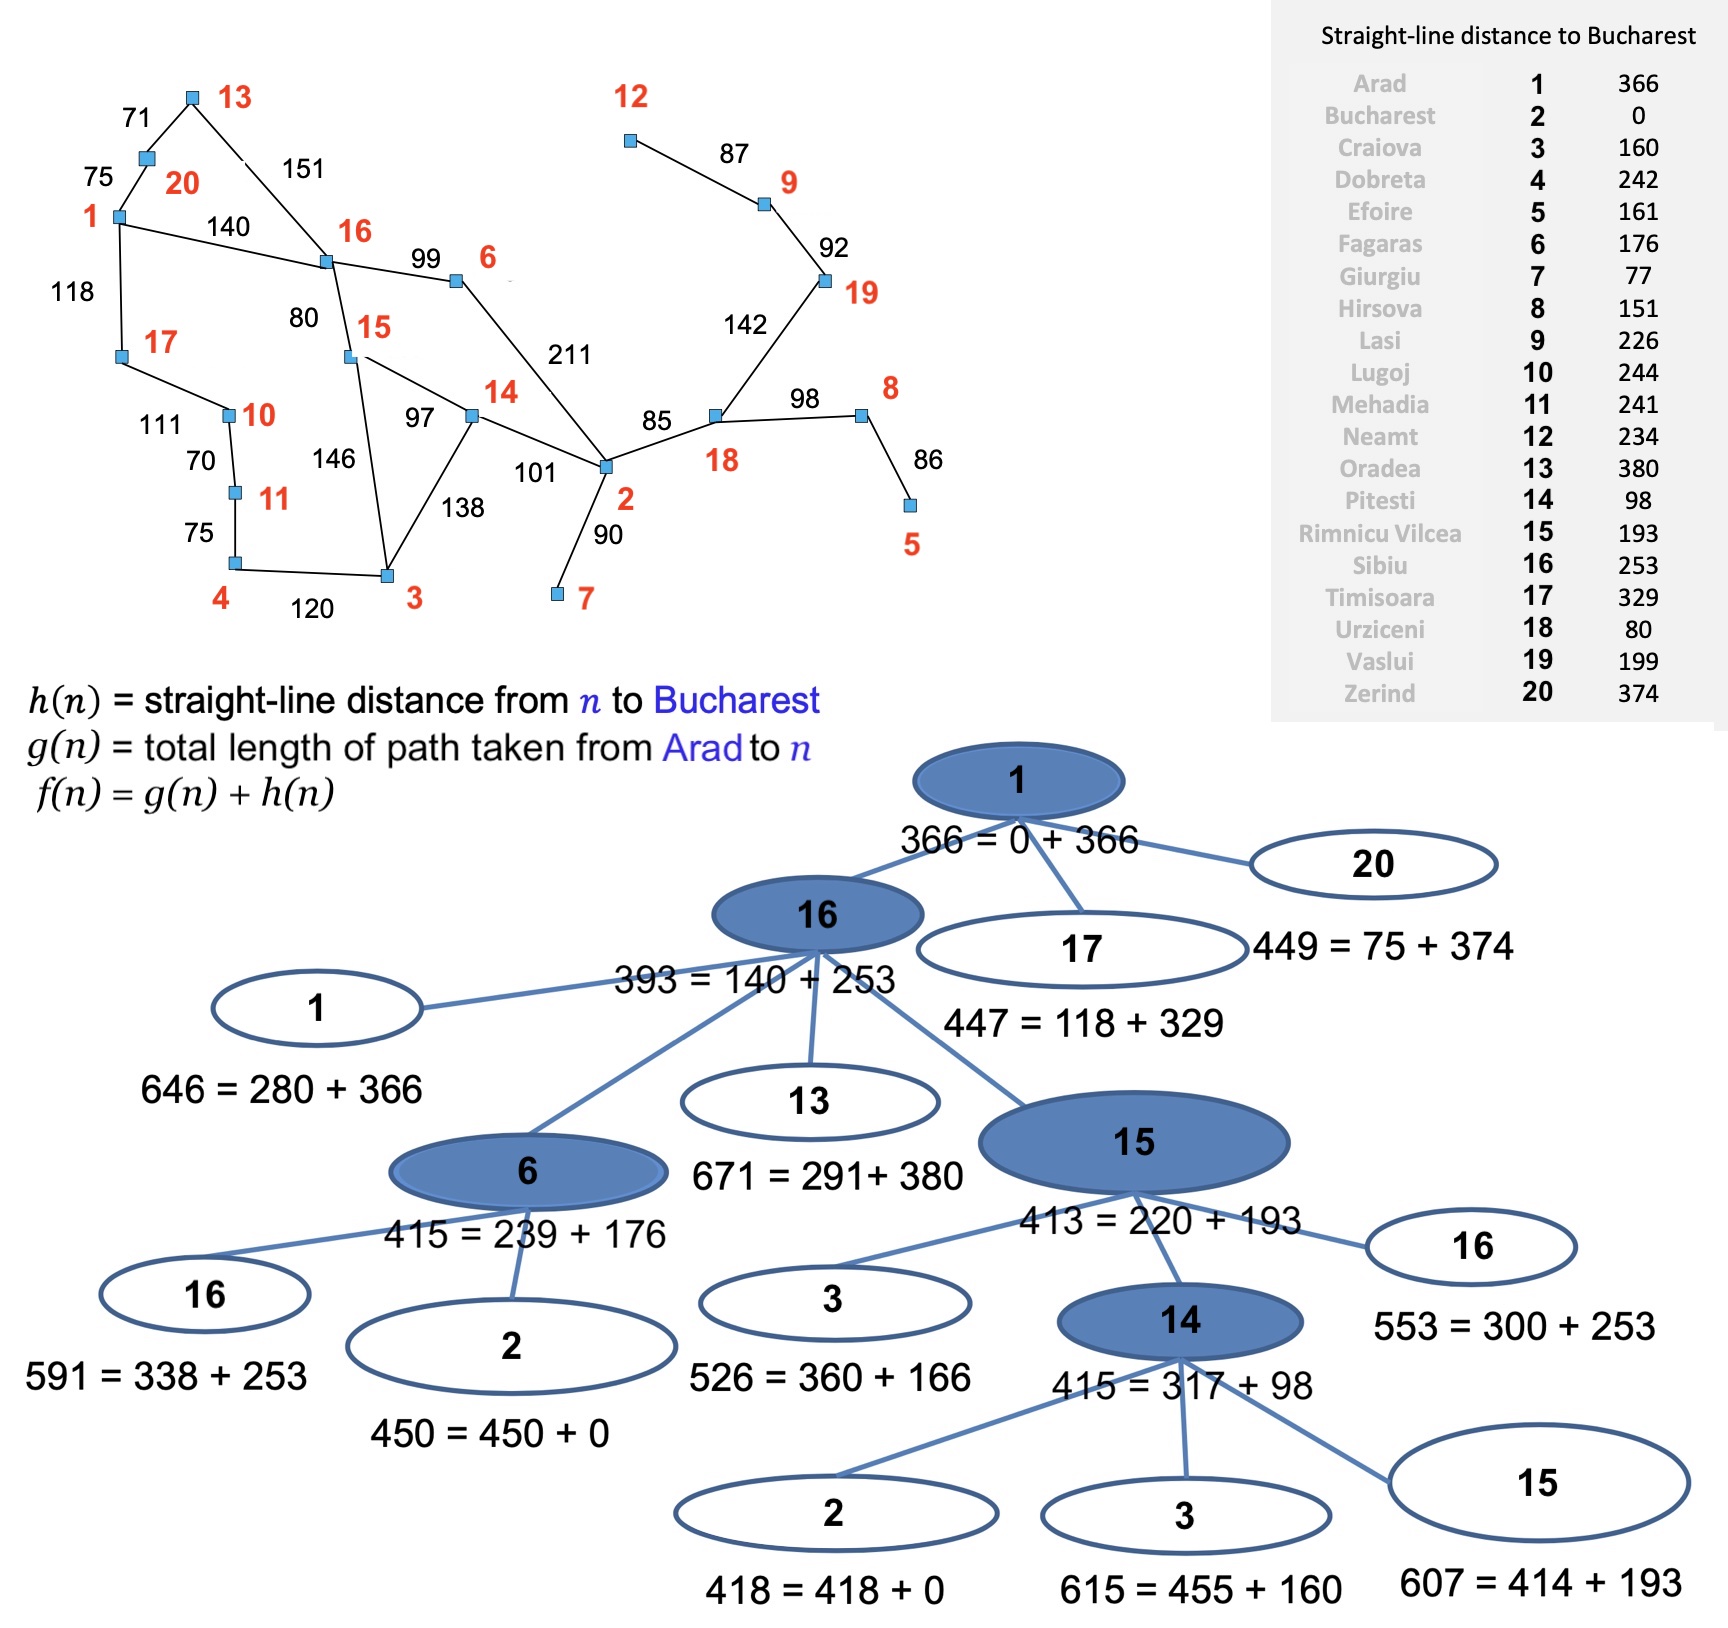 Straight-line distance to Bucharest
Arad 1 366
Bucharest 2 0
Craiova 3 160
Dobreta 4 242
Efoire 5 161
Fagaras 6 176
Giurgiu 7 77
Hirsova 8 151
Lasi 9 226
Lugoj 10 244
Mehadia 11 241
Neamt 12 234
Oradea 13 380
Pitesti 14 98
Rimnicu Vilcea 15 193
Sibiu 16 253
Timisoara 17 329
Urziceni 18 80
Vaslui 19 199
Zerind 20 374
12
13
71
87
151
75
20
9
1
140
16
92
99
6
118
19
80
15
142
17
211
14
8
98
10
97
85
111
70
146
101
18
86
11
2
138
75
90
5
4
120
3
7
h(n) = straight-line distance from n to Bucharest
g(n) = total length of path taken from Arad to n
f(n) = g(n) + h(n)
1
366 = 0 + 366
20
16
17
449 = 75 + 374
393 = 140 + 253
1
447 = 118 + 329
646 = 280 + 366
13
15
6
671 = 291+ 380
413 = 220 + 193
415 = 239 + 176
16
16
3
14
553 = 300 + 253
2
591 = 338 + 253
526 = 360 + 166
415 = 317 + 98
450 = 450 + 0
2
3
15
418 = 418 + 0
615 = 455 + 160
607 = 414 + 193